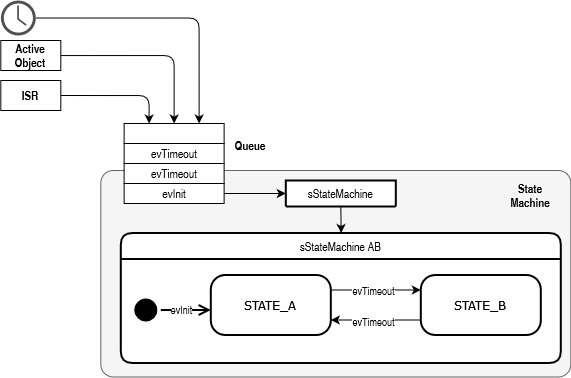 Active
Object
ISR
Queue
evTimeout
evTimeout
evInit
sStateMachine
State
Machine
sStateMachine AB
evInit
STATE_A
evTimeout
evTimeout
STATE_B